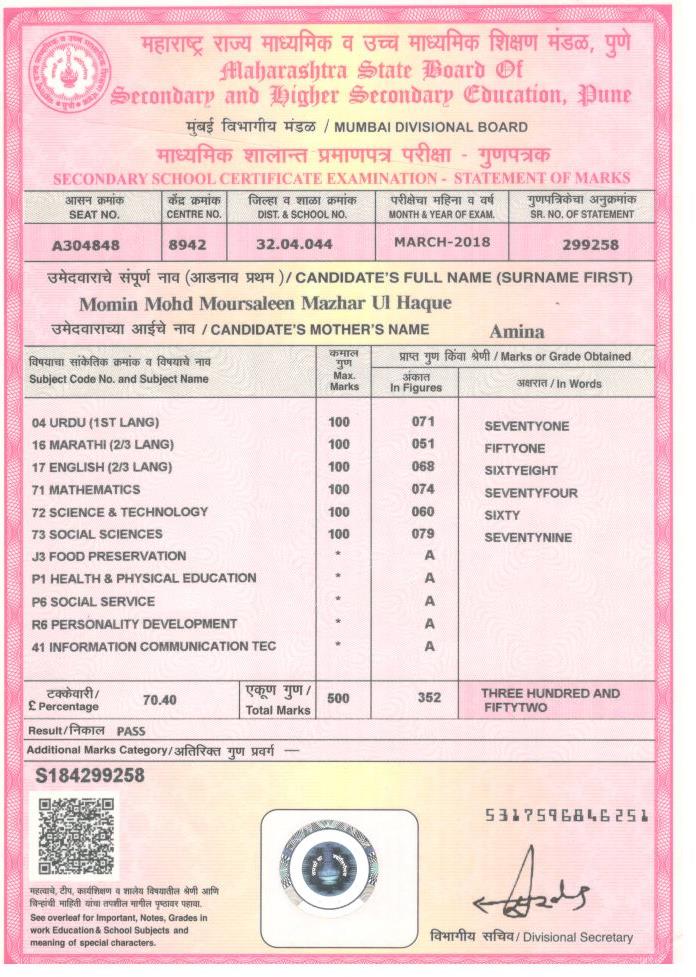 महाराष्ट्र राज्य माध्यमिक व उच्च माध्यमिक शिक्षण मंडळ, पुणे
Maharashtra State Board Of
Secondary and Higher Secondary Education, Pune
मुंबई विभागीय मंडळ / MUMBAI DIVISIONAL BOARD
माध्यमिक शालान्त प्रमाणपत्र परीक्षा - गुणपत्रक
SECONDARY SCHOOL CERTIFICATE EXAMINATION - STATEMENT OF MARKS
आसन क्रमांक केंद्र क्रमांक जिल्हा व शाळा क्रमांक परीक्षेचा महिना व वर्ष गुणपत्रिकेचा अनुक्रमांक
SEAT NO. CENTRE NO. DIST. & SCHOOL NO. MONTH & YEAR OF EXAM. SR. NO. OF STATEMENT
A304848 8942 32.04.044 MARCH-2018 299258
उमेदवाराचे संपूर्ण नाव (आडनाव प्रथम) / CANDIDATE'S FULL NAME (SURNAME FIRST)
Momin Mohd Moursaleen Mazhar Ul Haque
उमेदवाराच्या आईचे नाव / CANDIDATE'S MOTHER'S NAME Amina
विषयाचा सांकेतिक क्रमांक व विषयाचे नाव कमाल गुण प्राप्त गुण किंवा श्रेणी / Marks or Grade Obtained
Subject Code No. and Subject Name Max. Marks अंकात In Figures अक्षरात / In Words
04 URDU (1ST LANG) 100 071 SEVENTYONE
16 MARATHI (2/3 LANG) 100 051 FIFTYONE
17 ENGLISH (2/3 LANG) 100 068 SIXTYEIGHT
71 MATHEMATICS 100 074 SEVENTYFOUR
72 SCIENCE & TECHNOLOGY 100 060 SIXTY
73 SOCIAL SCIENCES 100 079 SEVENTYNINE
J3 FOOD PRESERVATION * A
P1 HEALTH & PHYSICAL EDUCATION * A
P6 SOCIAL SERVICE * A
R6 PERSONALITY DEVELOPMENT * A
41 INFORMATION COMMUNICATION TEC * A
टक्केवारी / £ Percentage 70.40 एकूण गुण / Total Marks 500 352 THREE HUNDRED AND FIFTYTWO
Result/निकाल PASS
Additional Marks Category/अतिरिक्त गुण प्रवर्ग —
S184299258
5317596846251
महत्वाचे, टीप, कार्यशिक्षण व शालेय विषयातील श्रेणी आणि
चिन्हांची माहिती यांचा तपशील मागील पृष्ठावर पहावा.
See overleaf for Important, Notes, Grades in
work Education & School Subjects and
meaning of special characters.
विभागीय सचिव / Divisional Secretary